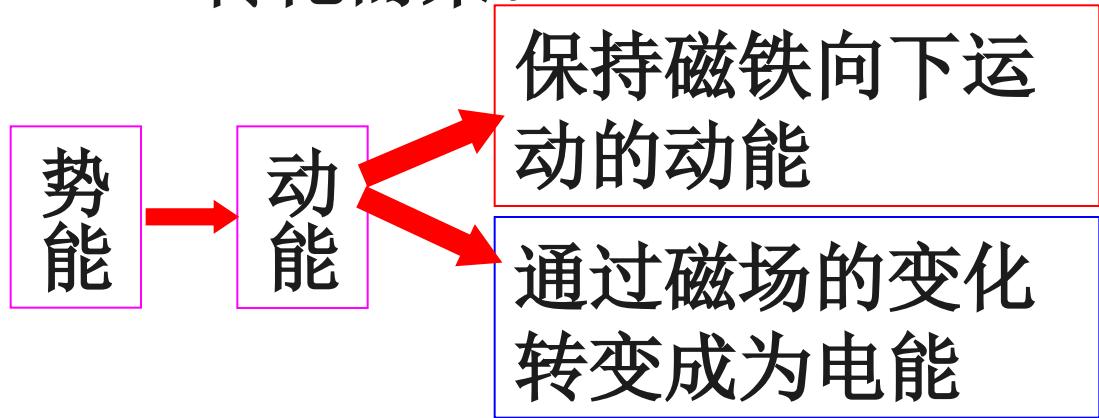 势
能
动
能
保持磁铁向下运
动的动能
通过磁场的变化
转变成为电能